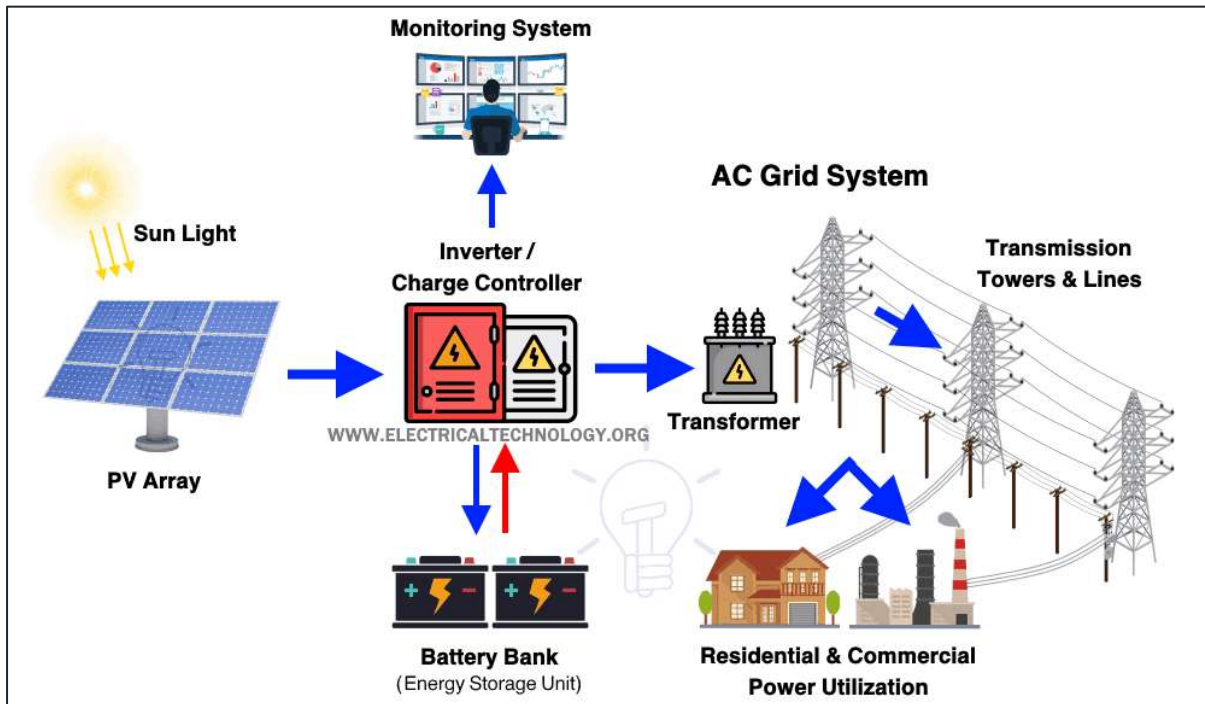 Monitoring System
Sun Light
Inverter /
Charge Controller
AC Grid System
Transmission
Towers & Lines
Transformer
WWW.ELECTRICALTECHNOLOGY.ORG
PV Array
+ - + -
Battery Bank
(Energy Storage Unit)
Residential & Commercial
Power Utilization